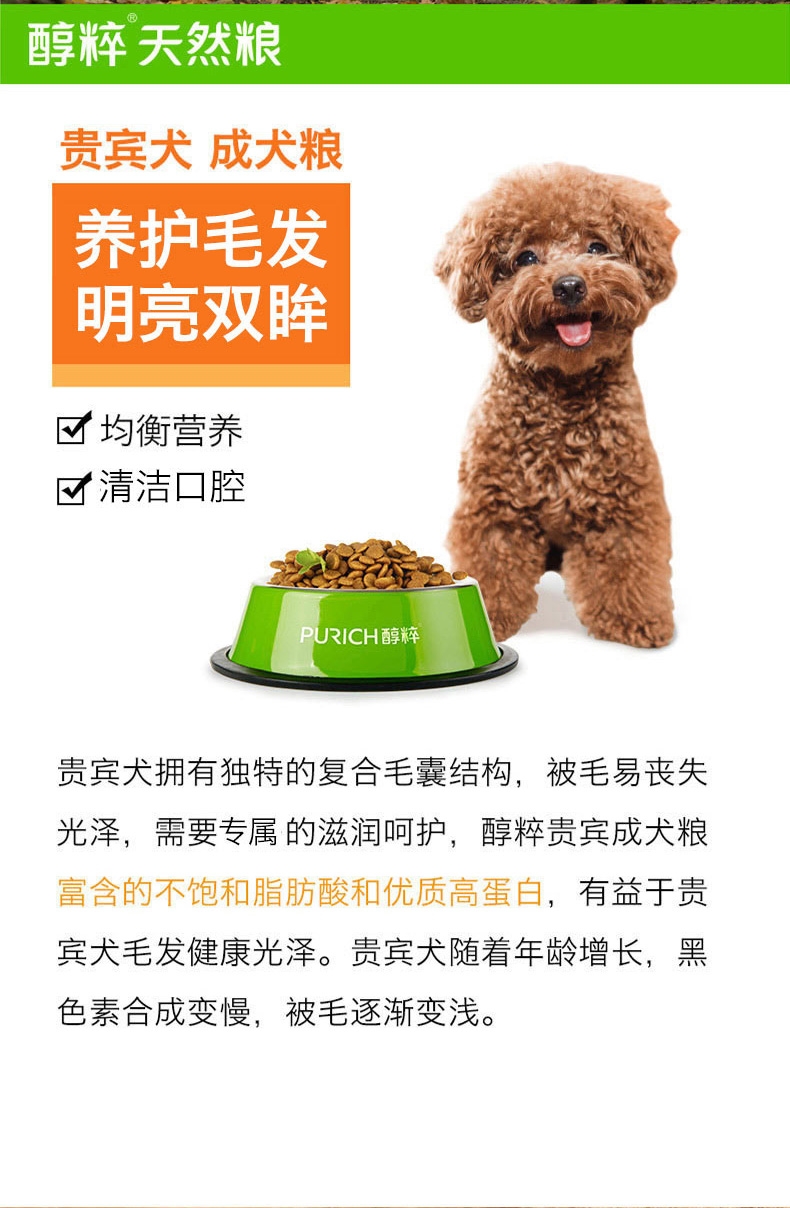 醇粹®天然粮
贵宾犬 成犬粮
养护毛发
明亮双眸
均衡营养
清洁口腔
PURICH醇粹
贵宾犬拥有独特的复合毛囊结构，被毛易丧失
光泽，需要专属的滋润呵护，醇粹贵宾成犬粮
富含的不饱和脂肪酸和优质高蛋白，有益于贵
宾犬毛发健康光泽。贵宾犬随着年龄增长，黑
色素合成变慢，被毛逐渐变浅。